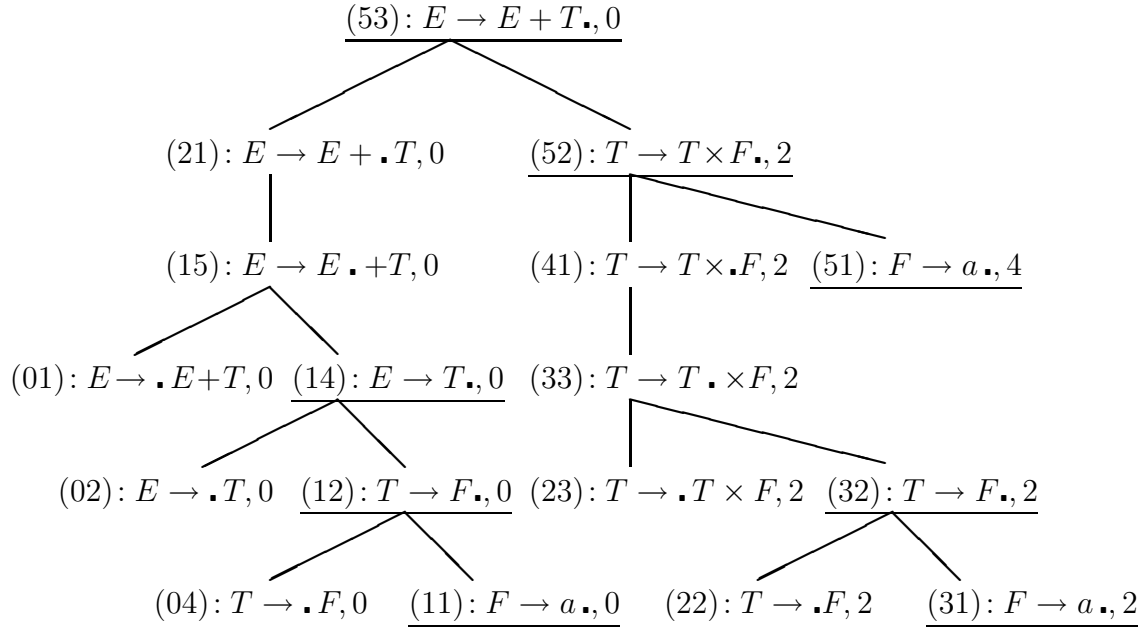 (53): E → E + T., 0
(21): E → E + .T, 0 (52): T → T×F., 2
(15): E → E . +T, 0 (41): T → T×.F, 2 (51): F → a., 4
(01): E→ . E+T, 0 (14): E → T., 0 (33): T → T . ×F, 2
(02): E → .T, 0 (12): T → F., 0 (23): T → . T × F, 2 (32): T → F., 2
(04): T → .F, 0 (11): F → a., 0 (22): T → .F, 2 (31): F → a., 2